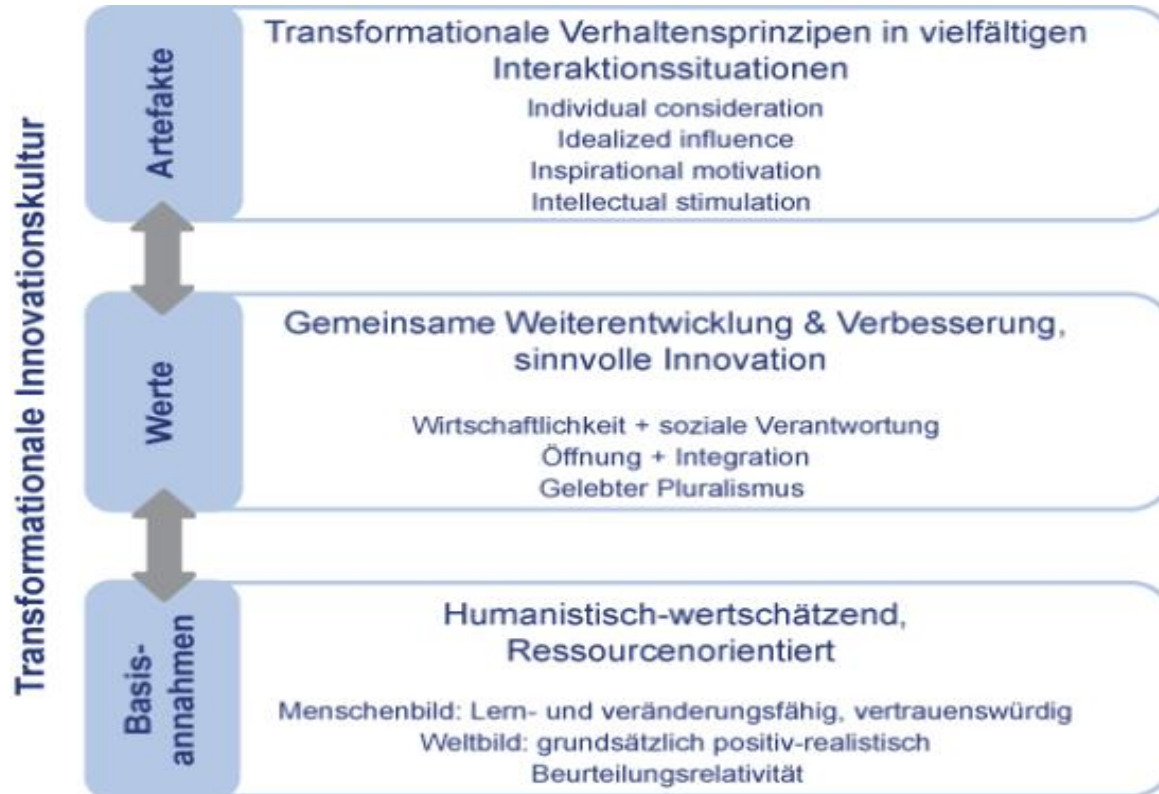 Transformationale Innovationskultur
Artefakte
Transformationale Verhaltensprinzipen in vielfältigen
Interaktionssituationen
Individual consideration
Idealized influence
Inspirational motivation
Intellectual stimulation
Werte
Gemeinsame Weiterentwicklung & Verbesserung,
sinnvolle Innovation
Wirtschaftlichkeit + soziale Verantwortung
Öffnung + Integration
Gelebter Pluralismus
Basis-
annahmen
Humanistisch-wertschätzend,
Ressourcenorientiert
Menschenbild: Lern- und veränderungsfähig, vertrauenswürdig
Weltbild: grundsätzlich positiv-realistisch
Beurteilungsrelativität